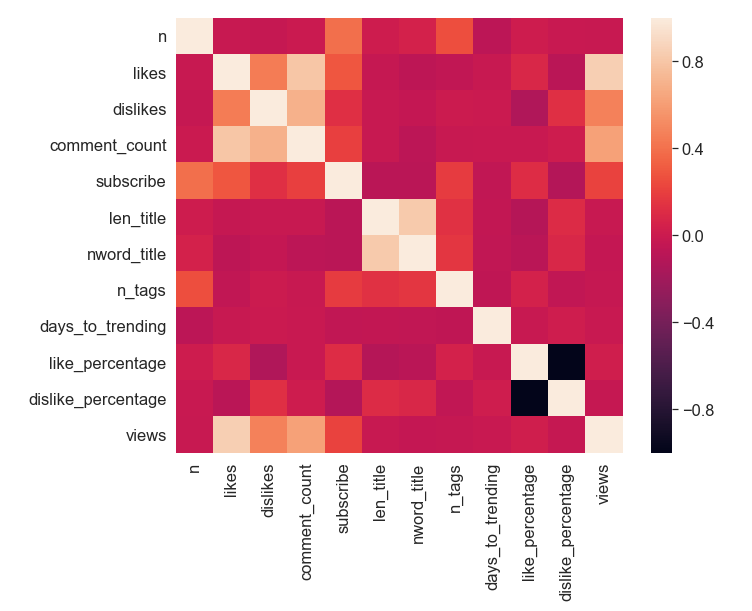 n
likes
dislikes
comment_count
subscribe
len_title
nword_title
n_tags
days_to_trending
like_percentage
dislike_percentage
views
n
likes
dislikes
comment_count
subscribe
len_title
nword_title
n_tags
days_to_trending
like_percentage
dislike_percentage
views
0.8
0.4
0.0
−0.4
−0.8